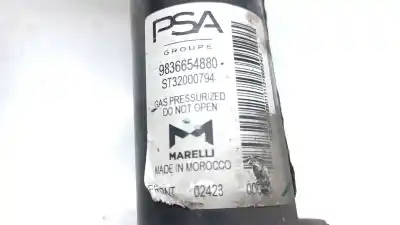 PSA
GROUPE
9836654880
ST32000794
GAS PRESSURIZED
DO NOT OPEN
MARELLI
MADE IN MOROCCO
02423